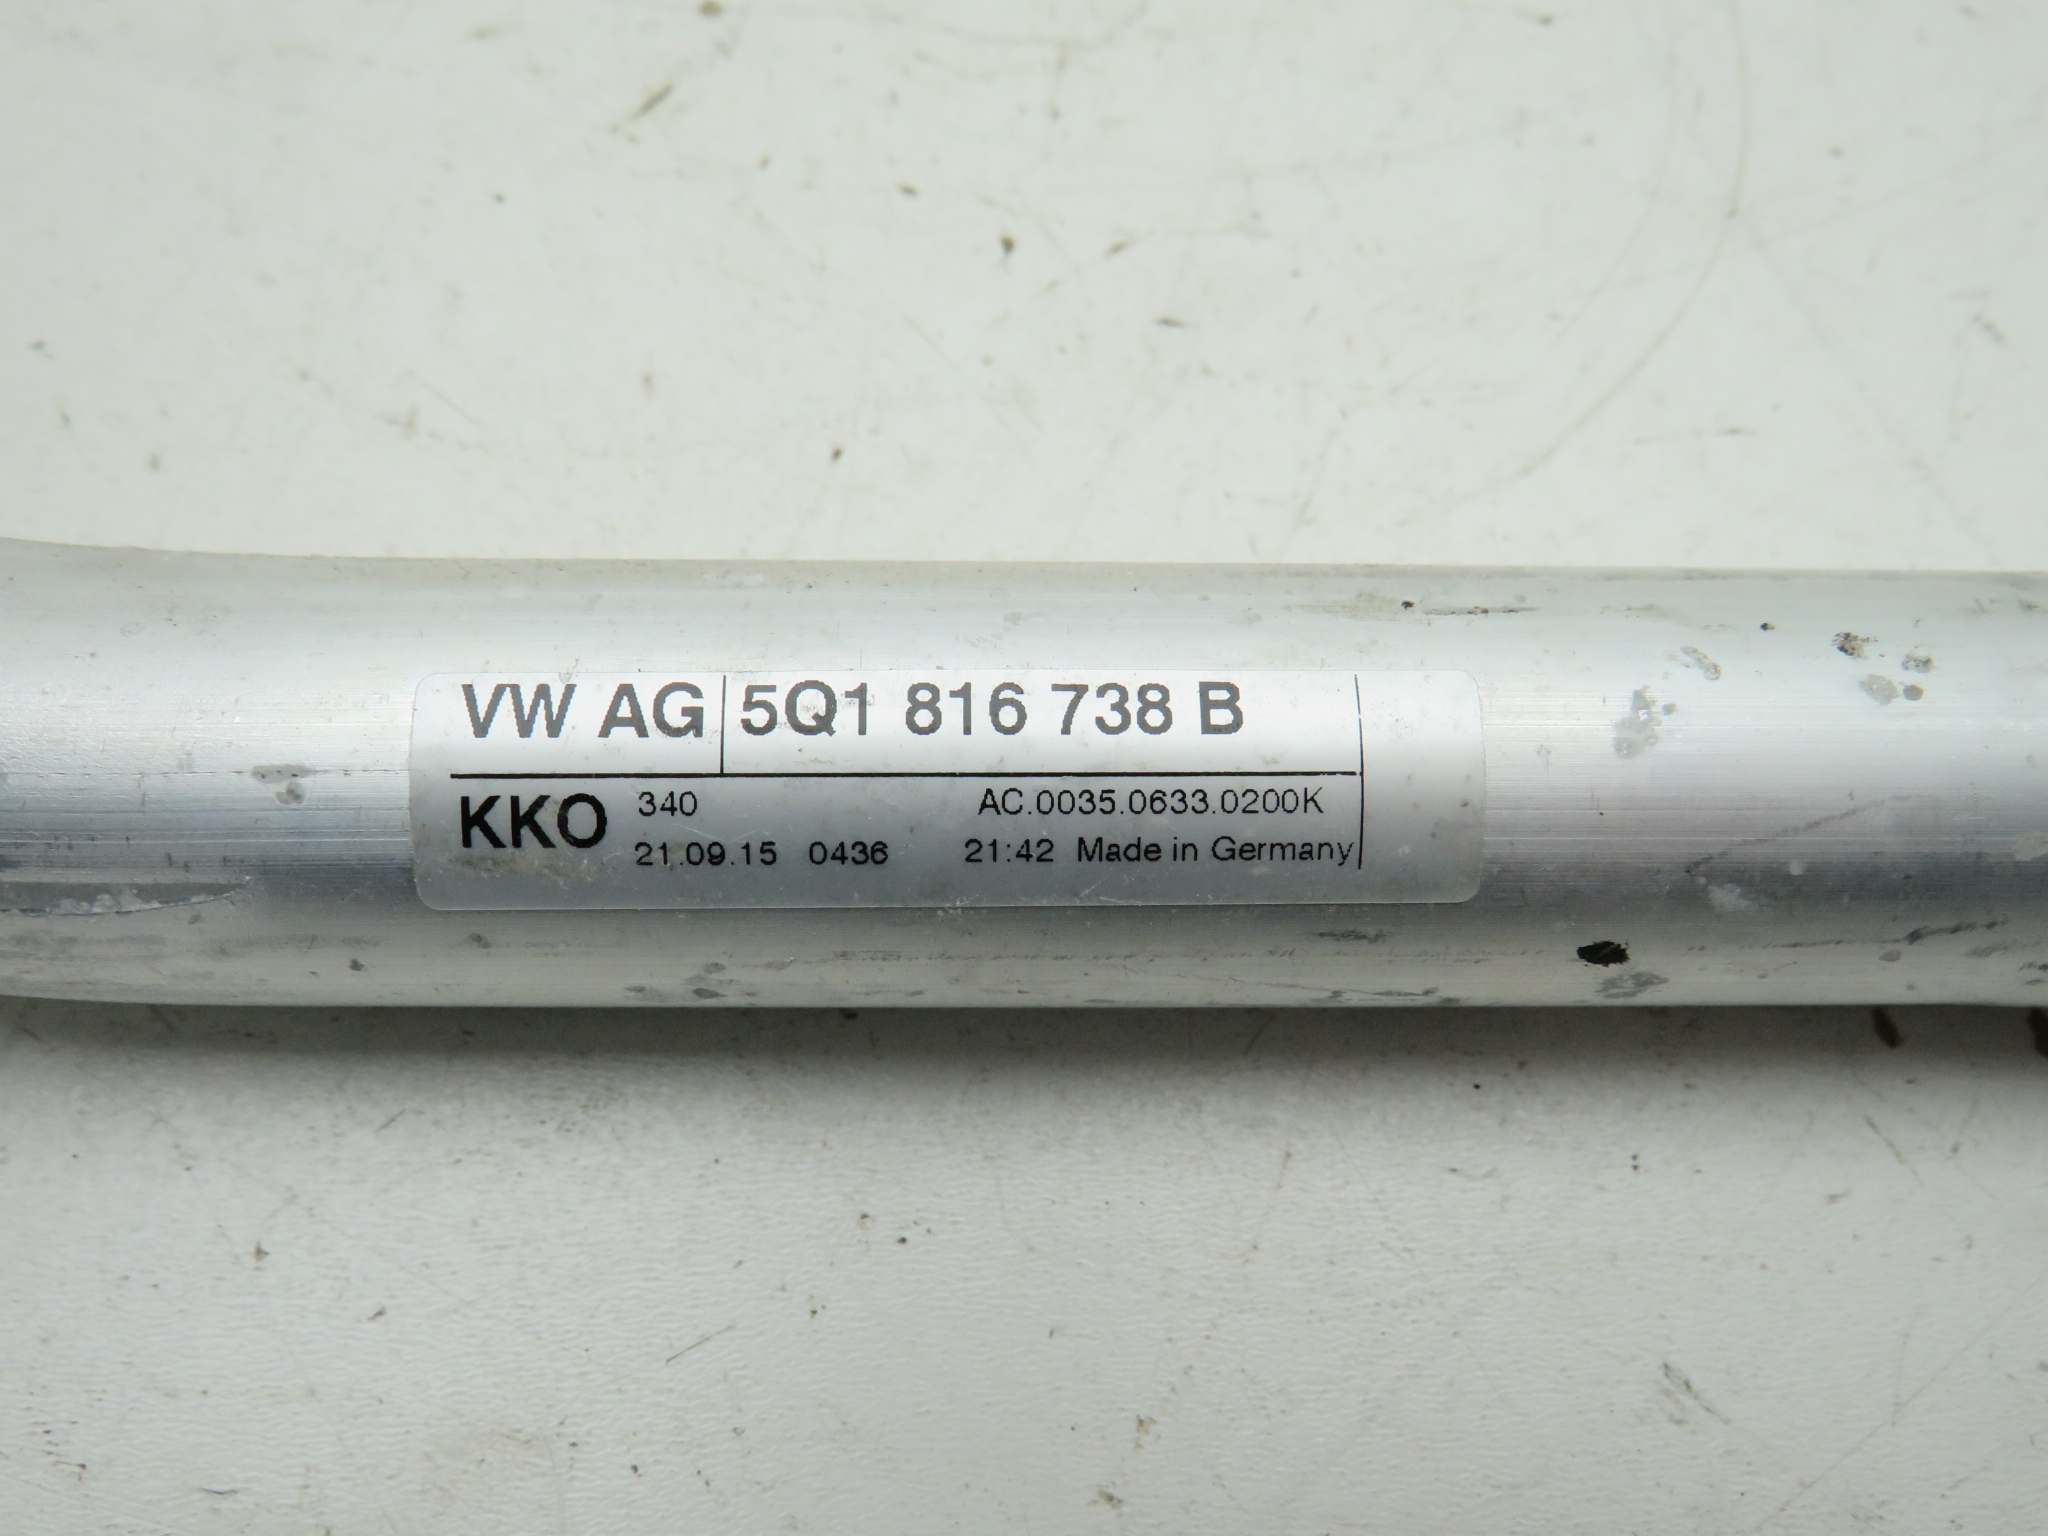 VW AG 5Q1 816 738 B
KKO 340 AC.0035.0633.0200K
21.09.15 0436 21:42 Made in Germany